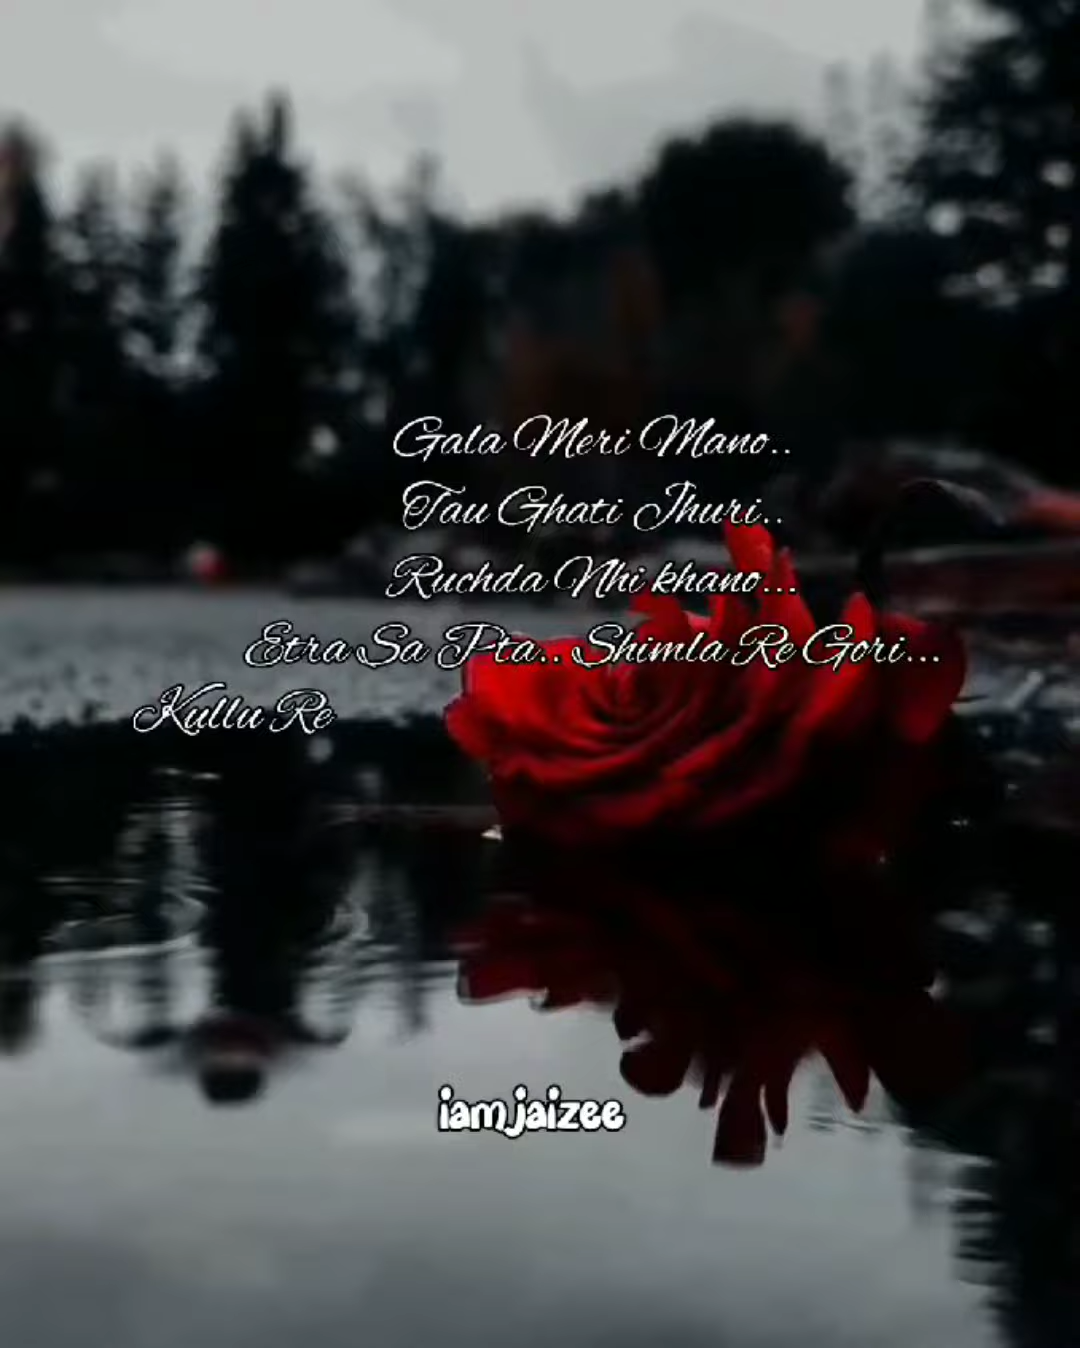 Gala Meri Mano..
Tau Ghati Jhuri..
Ruchda Nhi khano...
Etra Sa Pta.. Shimla Re Gori...
Kullu Re
iamjaizee